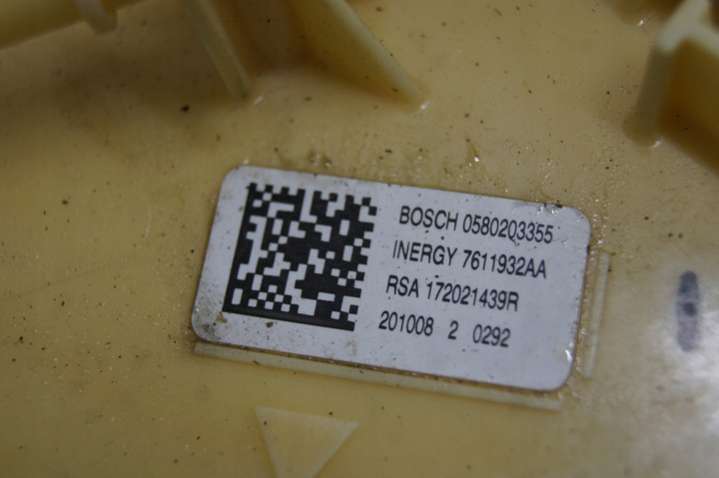 BOSCH 0580203355
INERGY 7611932AA
RSA 172021439R
201008 2 0292